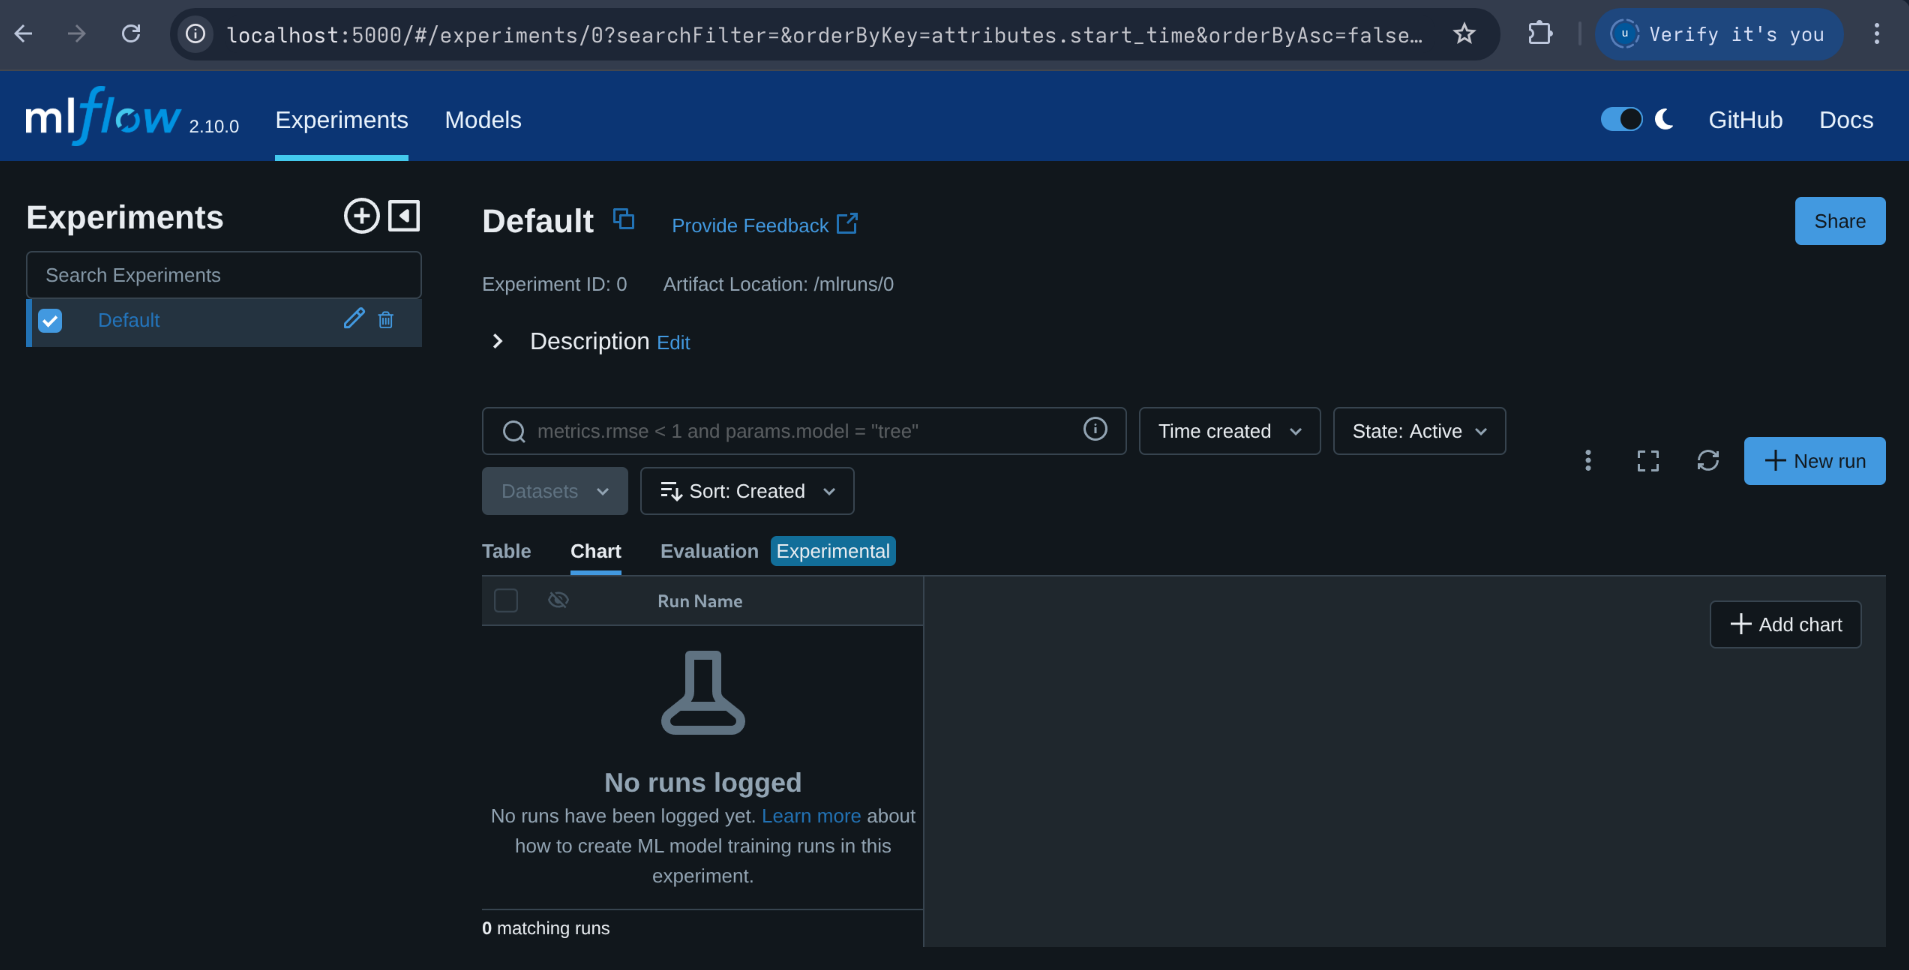 localhost:5000/#/experiments/0?searchFilter=&orderByKey=attributes.start_time&orderByAsc=false…
u Verify it's you
mlflow 2.10.0
Experiments
Models
GitHub
Docs
Experiments
Search Experiments
Default
Default
Provide Feedback
Share
Experiment ID: 0
Artifact Location: /mlruns/0
Description Edit
metrics.rmse < 1 and params.model = "tree"
Time created
State: Active
New run
Datasets
Sort: Created
Table
Chart
Evaluation
Experimental
Run Name
Add chart
No runs logged
No runs have been logged yet. Learn more about
how to create ML model training runs in this
experiment.
0 matching runs